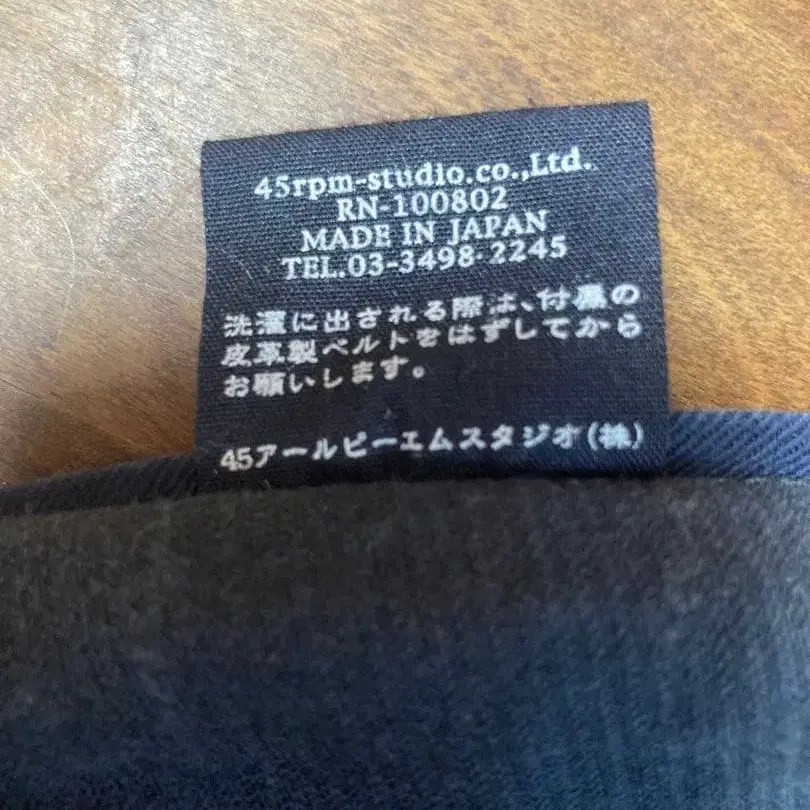 45rpm-studio.co.,Ltd.
RN-100802
MADE IN JAPAN
TEL.03-3498-2245
洗濯に出される際は、付属の
皮革製ベルトをはずしてから
お願いします。
45アールピーエムスタジオ(株)